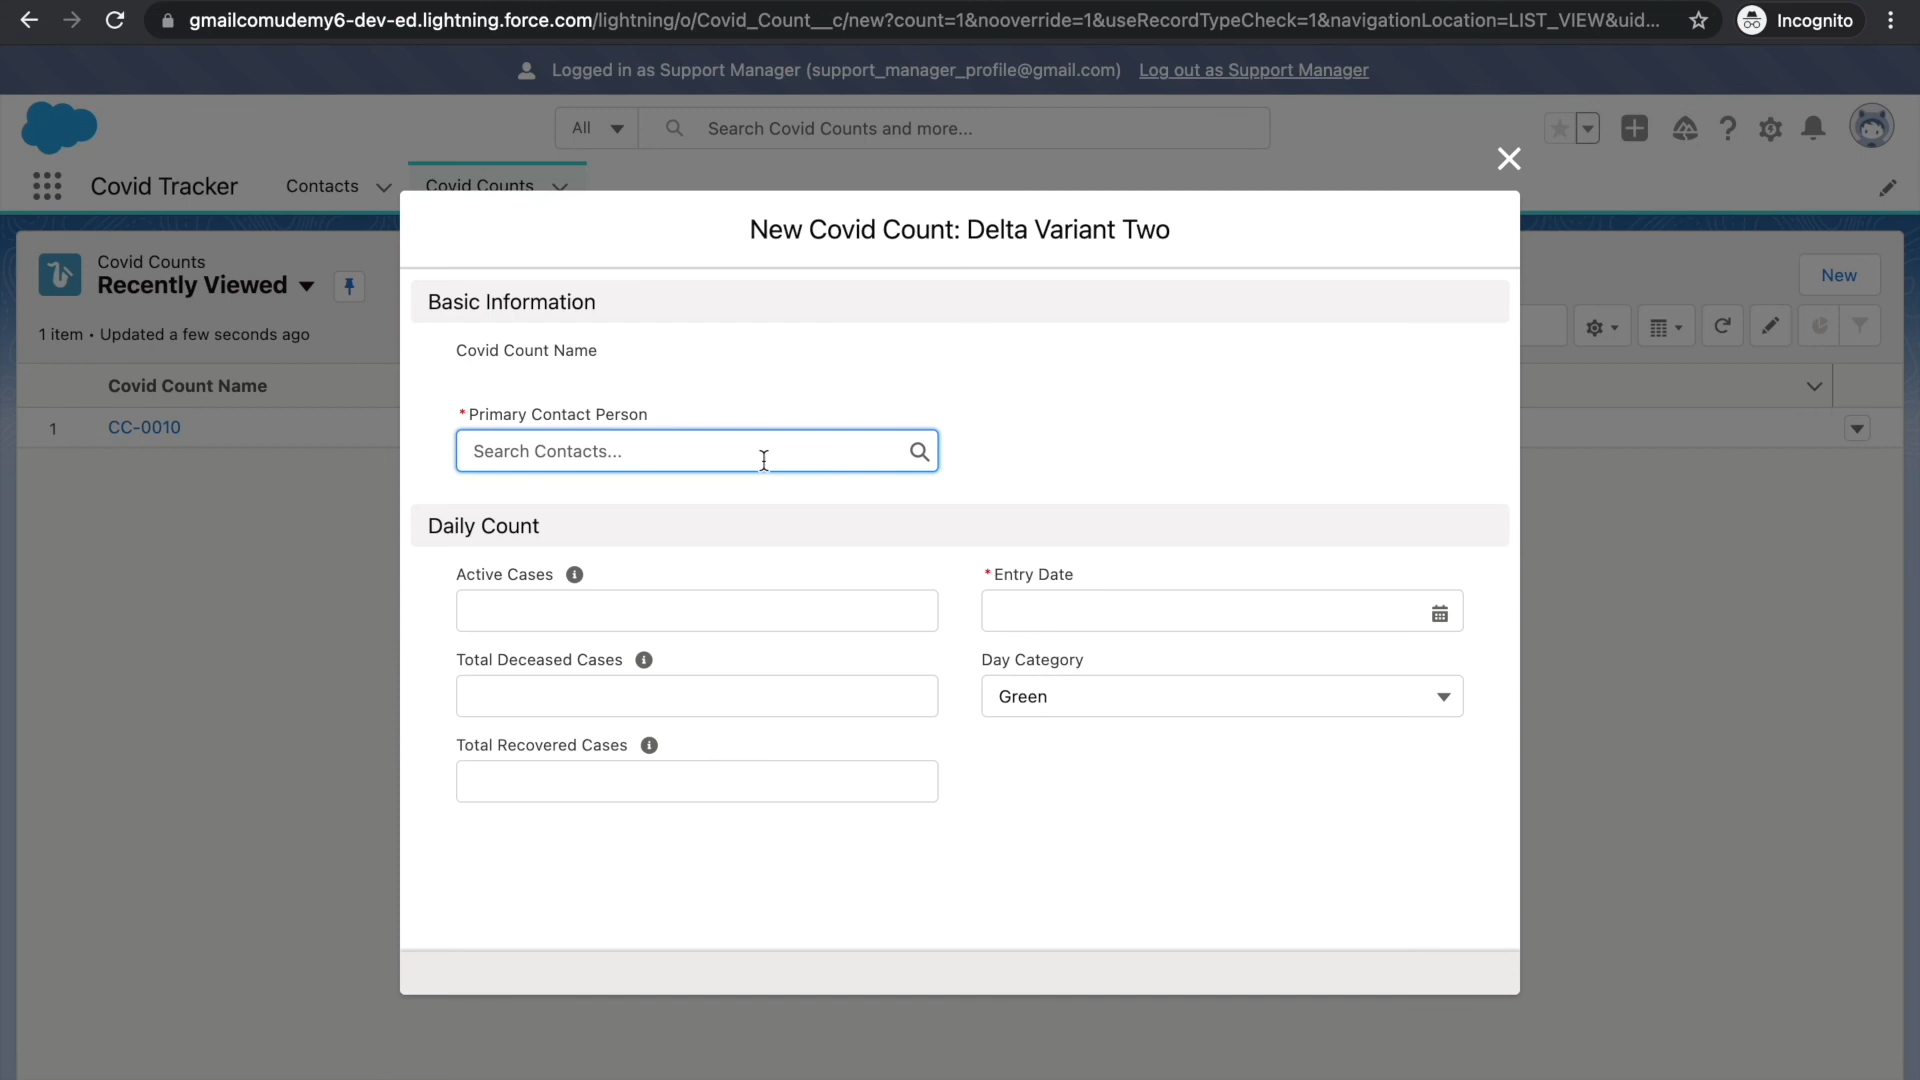 gmailcomudemy6-dev-ed.lightning.force.com/lightning/o/Covid_Count__c/new?count=1&nooverride=1&useRecordTypeCheck=1&navigationLocation=LIST_VIEW&uid...
Incognito
Logged in as Support Manager (support_manager_profile@gmail.com) Log out as Support Manager
All
Search Covid Counts and more...
Covid Tracker
Contacts
Covid Counts
New Covid Count: Delta Variant Two
Covid Counts
Recently Viewed
New
1 item • Updated a few seconds ago
Covid Count Name
1 CC-0010
Basic Information
Covid Count Name
*Primary Contact Person
Search Contacts...
Daily Count
Active Cases
*Entry Date
Total Deceased Cases
Day Category
Green
Total Recovered Cases